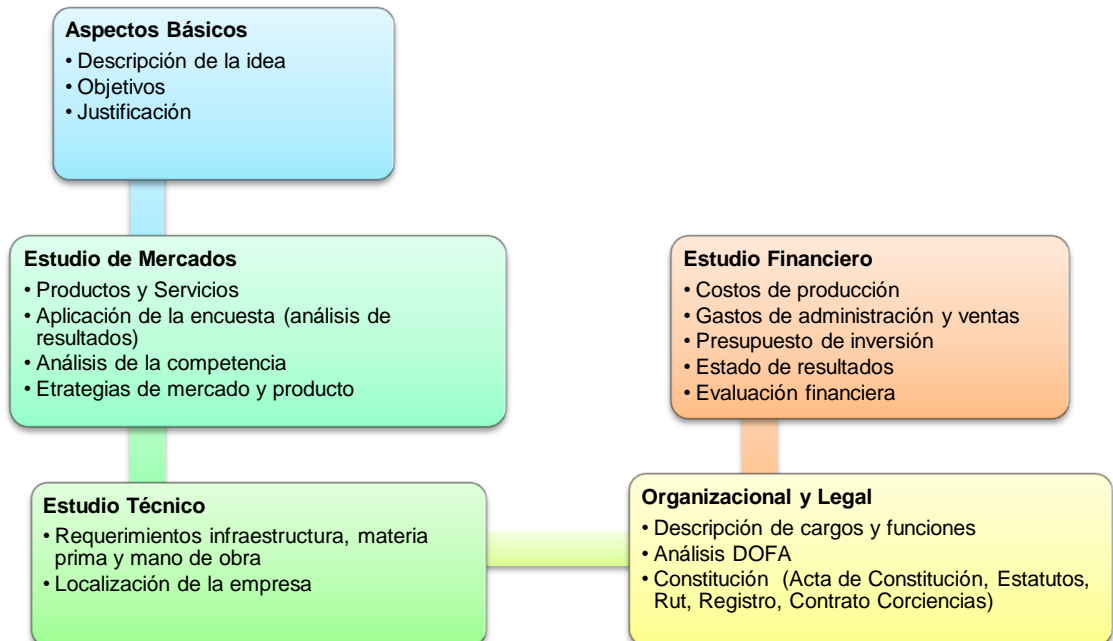 Aspectos Básicos
• Descripción de la idea
• Objetivos
• Justificación
Estudio de Mercados
• Productos y Servicios
• Aplicación de la encuesta (análisis de
resultados)
• Análisis de la competencia
• Etrategias de mercado y producto
Estudio Técnico
• Requerimientos infraestructura, materia
prima y mano de obra
• Localización de la empresa
Organizacional y Legal
• Descripción de cargos y funciones
• Análisis DOFA
• Constitución (Acta de Constitución, Estatutos,
Rut, Registro, Contrato Corciencias)
Estudio Financiero
• Costos de producción
• Gastos de administración y ventas
• Presupuesto de inversión
• Estado de resultados
• Evaluación financiera